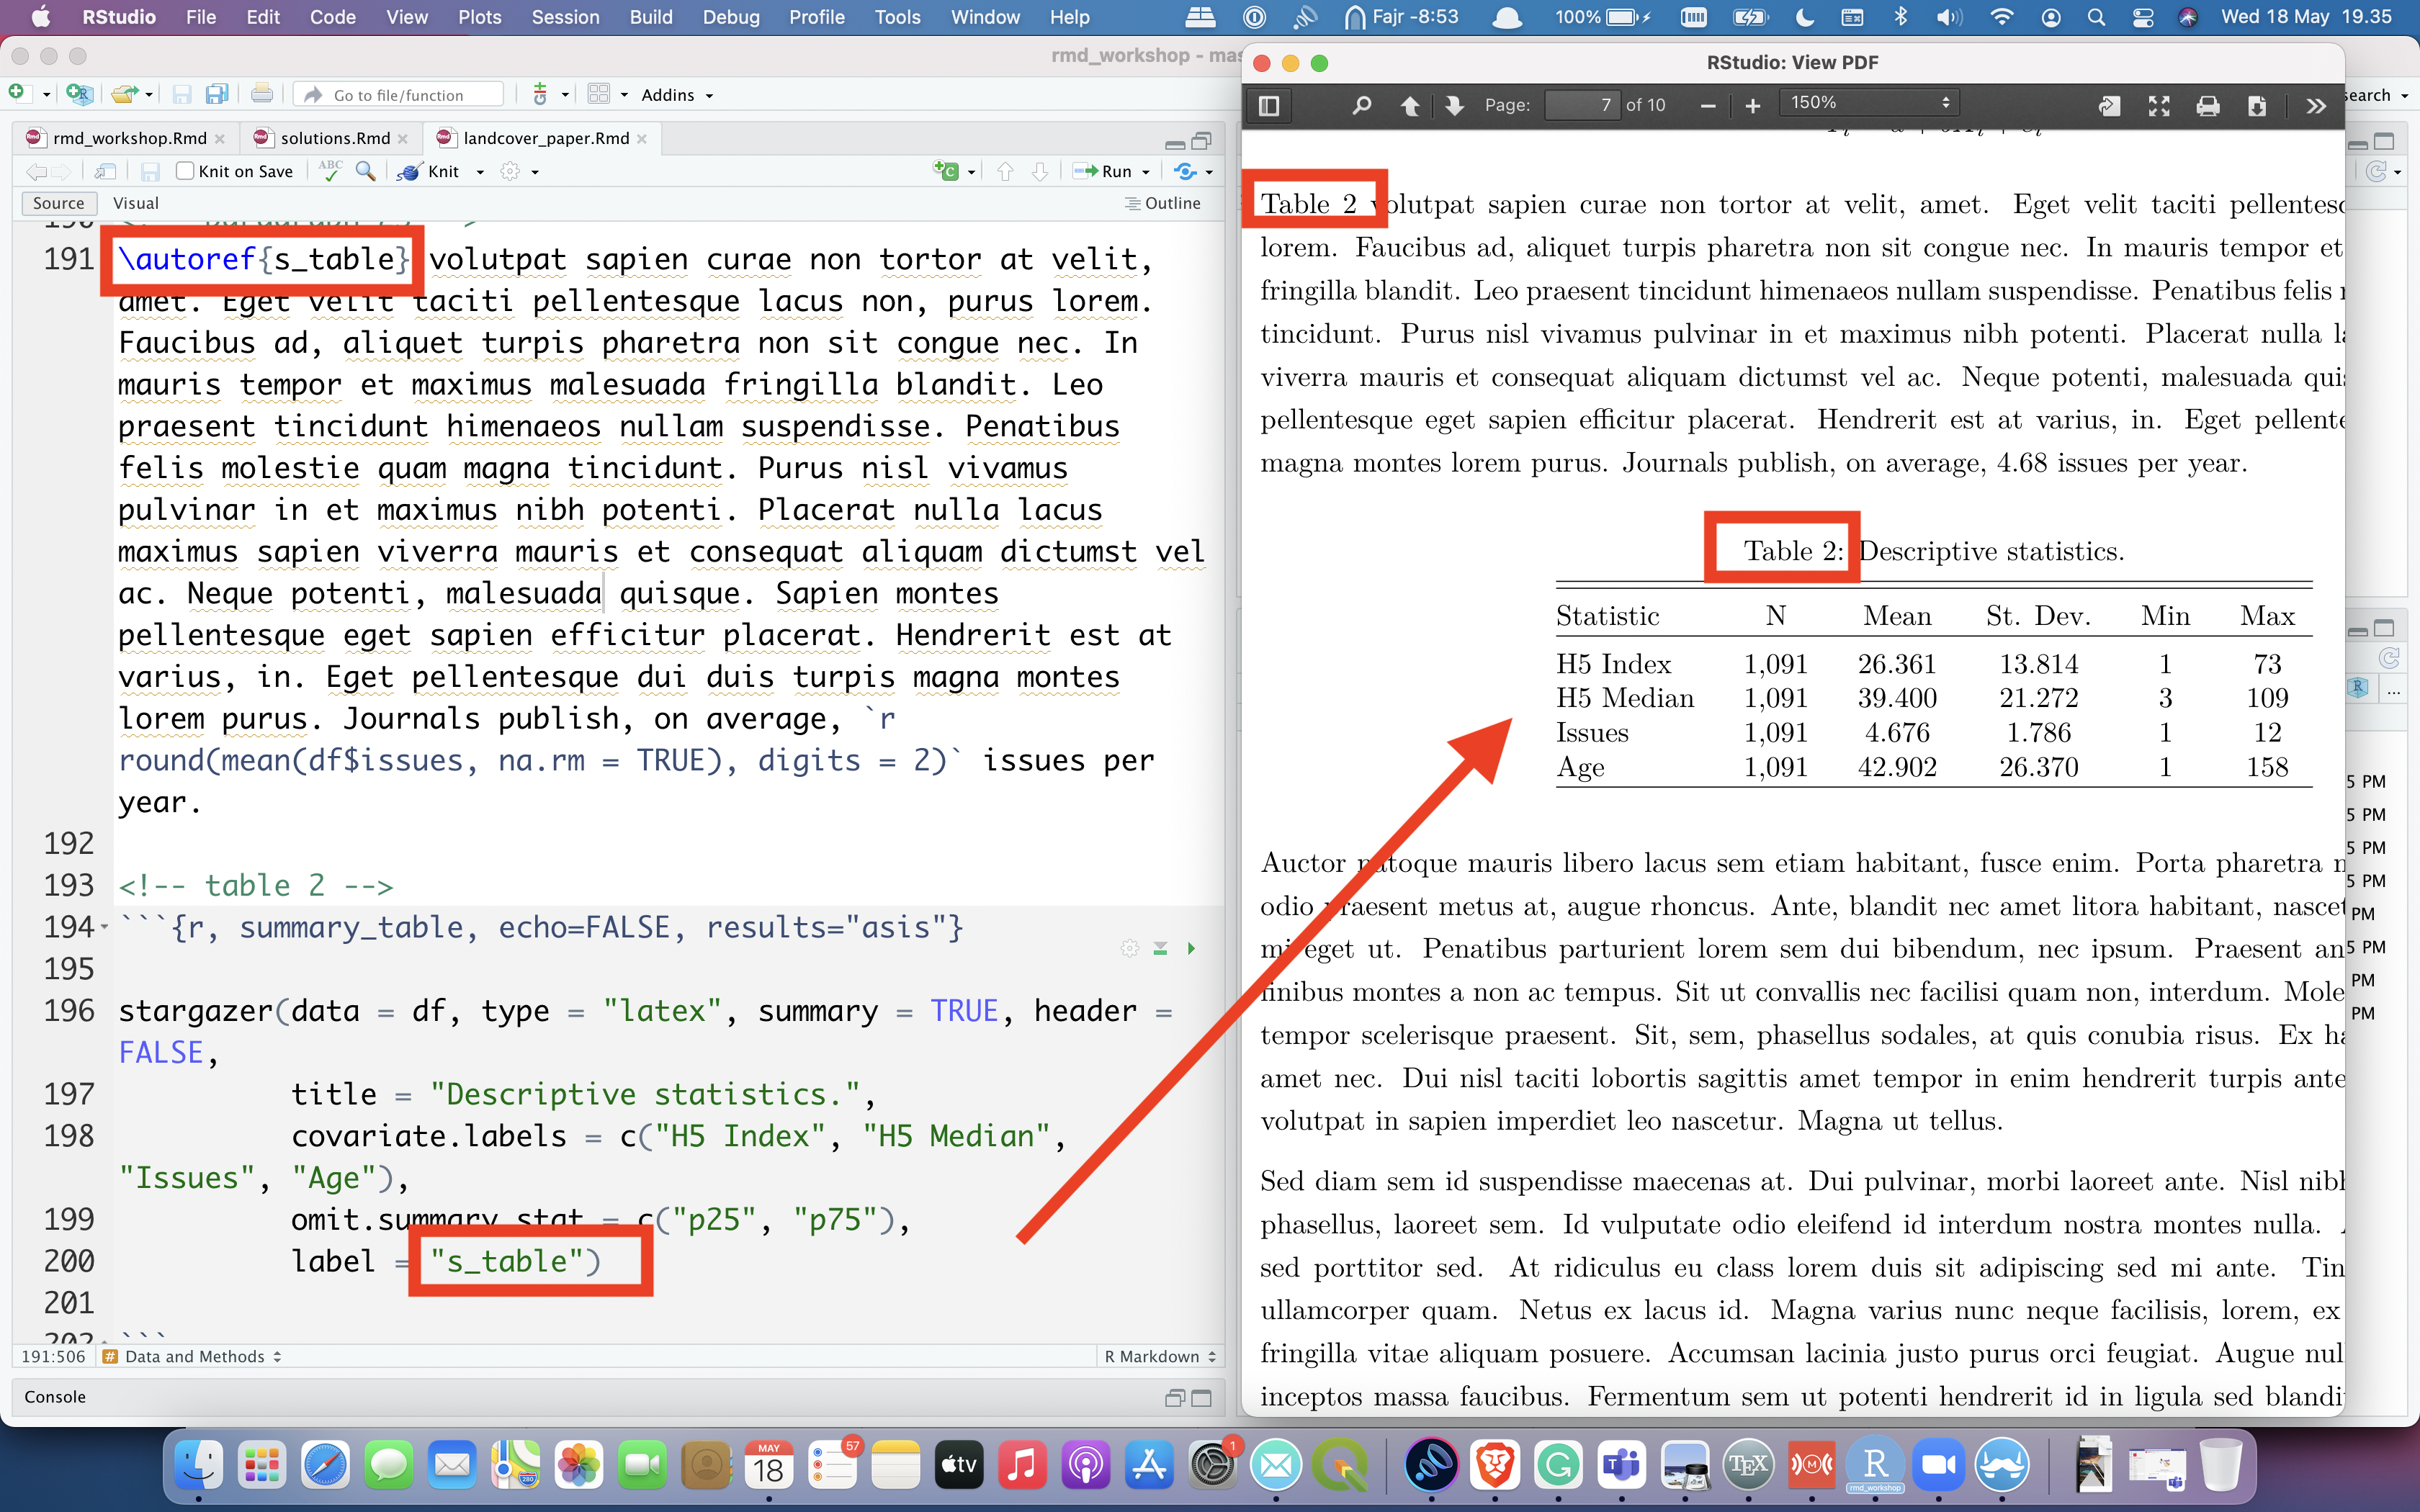 RStudio File Edit Code View Plots Session Build Debug Profile Tools Window Help Fajr -8:53 100% Wed 18 May 19.35
rmd_workshop - mas
Go to file/function Addins
rmd_workshop.Rmd solutions.Rmd landcover_paper.Rmd
Knit on Save ABC Knit Run
Source Visual Outline
191 \autoref{s_table} volutpat sapien curae non tortor at velit,
amet. Eget velit taciti pellentesque lacus non, purus lorem.
Faucibus ad, aliquet turpis pharetra non sit congue nec. In
mauris tempor et maximus malesuada fringilla blandit. Leo
praesent tincidunt himenaeos nullam suspendisse. Penatibus
felis molestie quam magna tincidunt. Purus nisl vivamus
pulvinar in et maximus nibh potenti. Placerat nulla lacus
maximus sapien viverra mauris et consequat aliquam dictumst vel
ac. Neque potenti, malesuada quisque. Sapien montes
pellentesque eget sapien efficitur placerat. Hendrerit est at
varius, in. Eget pellentesque dui duis turpis magna montes
lorem purus. Journals publish, on average, `r
round(mean(df$issues, na.rm = TRUE), digits = 2)` issues per
year.
192
193 <!-- table 2 -->
194 ```{r, summary_table, echo=FALSE, results="asis"}
195
196 stargazer(data = df, type = "latex", summary = TRUE, header =
FALSE,
197 title = "Descriptive statistics.",
198 covariate.labels = c("H5 Index", "H5 Median",
"Issues", "Age"),
199 omit.summary.stat = c("p25", "p75"),
200 label = "s_table")
201
202 ```
191:506 Data and Methods R Markdown
Console
RStudio: View PDF
Page: 7 of 10 150%
Table 2 volutpat sapien curae non tortor at velit, amet. Eget velit taciti pellentesq
lorem. Faucibus ad, aliquet turpis pharetra non sit congue nec. In mauris tempor et
fringilla blandit. Leo praesent tincidunt himenaeos nullam suspendisse. Penatibus felis
tincidunt. Purus nisl vivamus pulvinar in et maximus nibh potenti. Placerat nulla la
viverra mauris et consequat aliquam dictumst vel ac. Neque potenti, malesuada quis
pellentesque eget sapien efficitur placerat. Hendrerit est at varius, in. Eget pellente
magna montes lorem purus. Journals publish, on average, 4.68 issues per year.
Table 2: Descriptive statistics.
Statistic N Mean St. Dev. Min Max
H5 Index 1,091 26.361 13.814 1 73
H5 Median 1,091 39.400 21.272 3 109
Issues 1,091 4.676 1.786 1 12
Age 1,091 42.902 26.370 1 158
Auctor natoque mauris libero lacus sem etiam habitant, fusce enim. Porta pharetra
odio praesent metus at, augue rhoncus. Ante, blandit nec amet litora habitant, nascet
mi eget ut. Penatibus parturient lorem sem dui bibendum, nec ipsum. Praesent an
finibus montes a non ac tempus. Sit ut convallis nec facilisi quam non, interdum. Mole
tempor scelerisque praesent. Sit, sem, phasellus sodales, at quis conubia risus. Ex ha
amet nec. Dui nisl taciti lobortis sagittis amet tempor in enim hendrerit turpis ante
volutpat in sapien imperdiet leo nascetur. Magna ut tellus.
Sed diam sem id suspendisse maecenas at. Dui pulvinar, morbi laoreet ante. Nisl nibh
phasellus, laoreet sem. Id vulputate odio eleifend id interdum nostra montes nulla.
sed porttitor sed. At ridiculus eu class lorem duis sit adipiscing sed mi ante. Tin
ullamcorper quam. Netus ex lacus id. Magna varius nunc neque facilisis, lorem, ex
fringilla vitae aliquam posuere. Accumsan lacinia justo purus orci feugiat. Augue nul
inceptos massa faucibus. Fermentum sem ut potenti hendrerit id in ligula sed blandi
search
5 PM
5 PM
5 PM
5 PM
PM
5 PM
PM
PM
MAY 18 57 tv 1 TEX R rmd_workshop